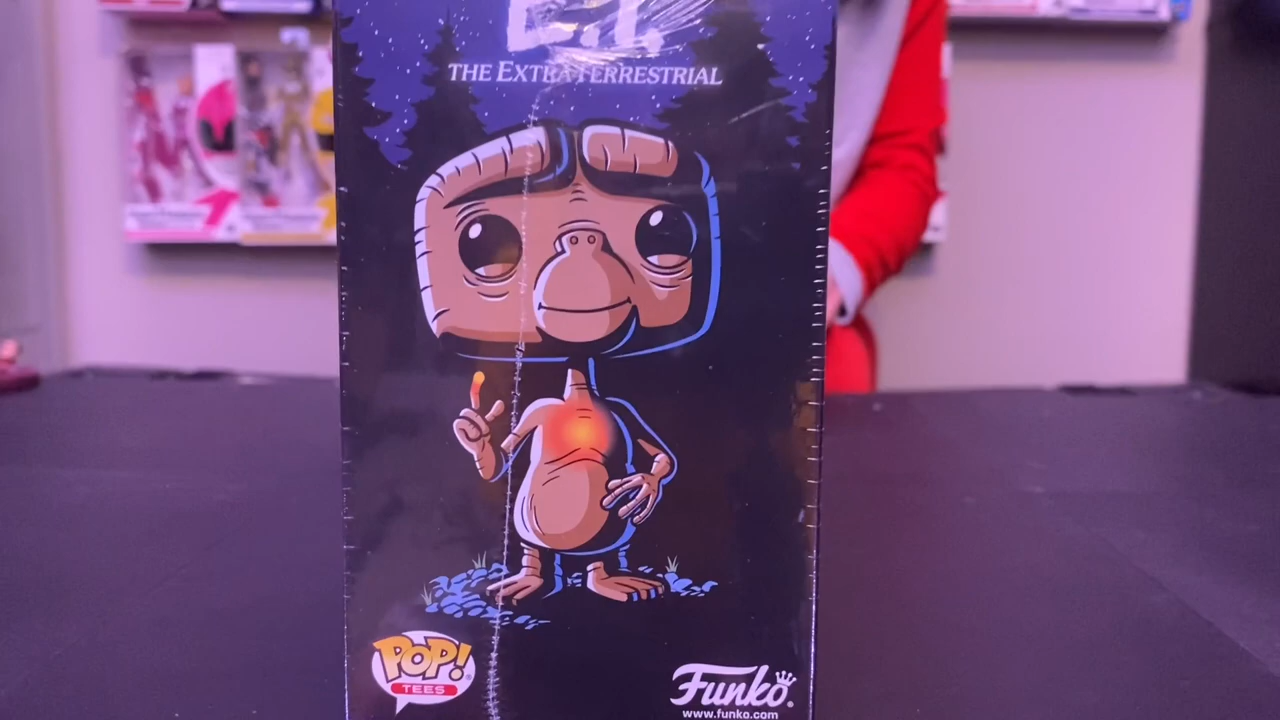 E.T.
THE EXTRA-TERRESTRIAL
POP!
TEES
Funko
www.funko.com